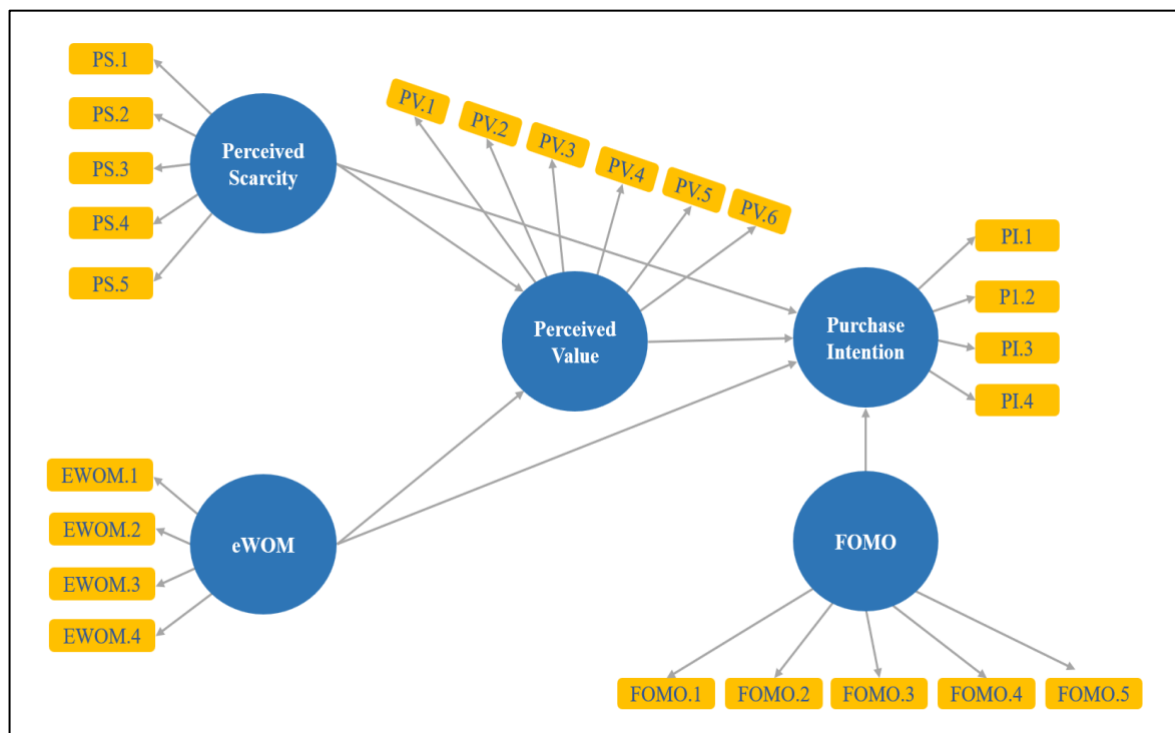 PS.1
PS.2
PS.3
PS.4
PS.5
Perceived
Scarcity
PV.1
PV.2
PV.3
PV.4
PV.5
PV.6
Perceived
Value
Purchase
Intention
PI.1
P1.2
PI.3
PI.4
EWOM.1
EWOM.2
EWOM.3
EWOM.4
eWOM
FOMO
FOMO.1
FOMO.2
FOMO.3
FOMO.4
FOMO.5